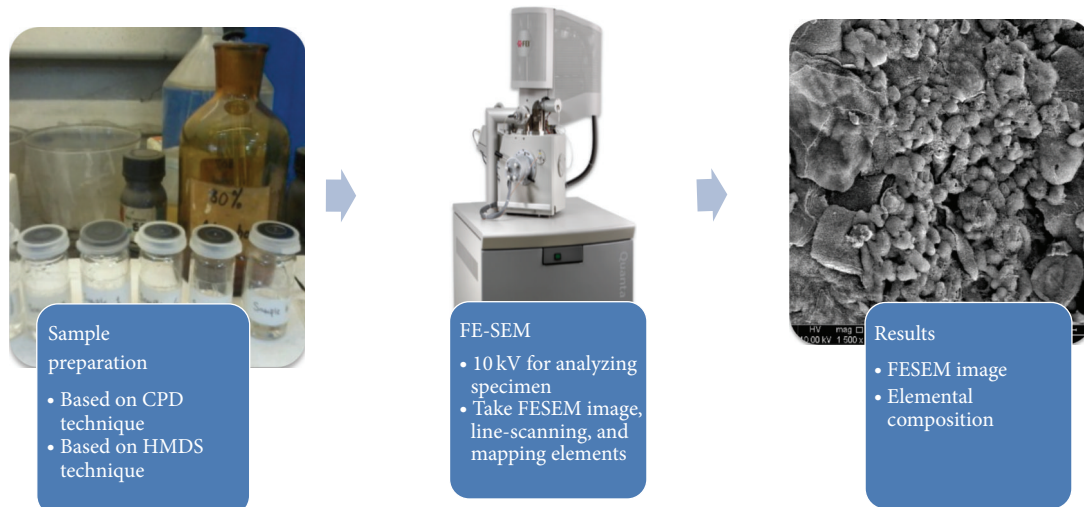 80%
Sample
preparation
• Based on CPD
technique
• Based on HMDS
technique
FEI
Quanta
FE-SEM
• 10 kV for analyzing
specimen
• Take FESEM image,
line-scanning, and
mapping elements
HV mag
10.00 kV 1 500 x
Results
• FESEM image
• Elemental
composition